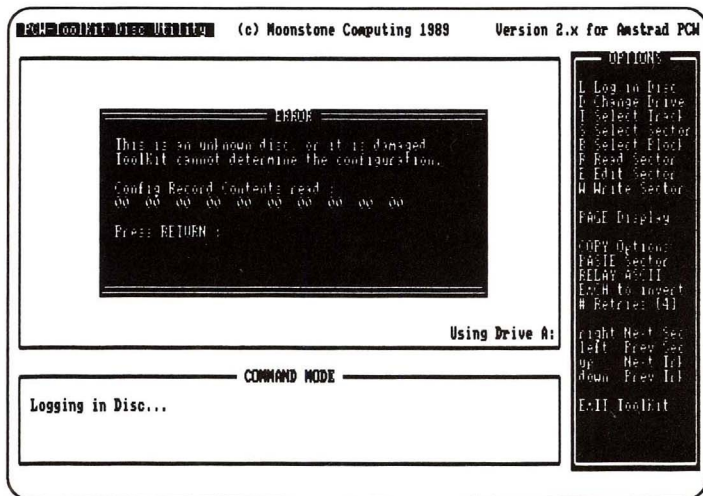 PCW-ToolKit Disc Utility (c) Moonstone Computing 1989 Version 2.x for Amstrad PCW
ERROR
This is an unknown disc, or it is damaged
ToolKit cannot determine the configuration.
Config Record Contents read :
00 00 00 00 00 00 00 00 00 00
Press RETURN :
Using Drive A:
COMMAND MODE
Logging in Disc...
OPTIONS
L Log in Disc
D Change Drive
T Select Track
S Select Sector
B Select Block
R Read Sector
E Edit Sector
W Write Sector
PAGE Display
COPY Options
PASTE Sector
RELAY ASCII
EXCH to invert
# Retries [4]
right Next Sec
left Prev Sec
up Next Trk
down Prev Trk
EXIT ToolKit